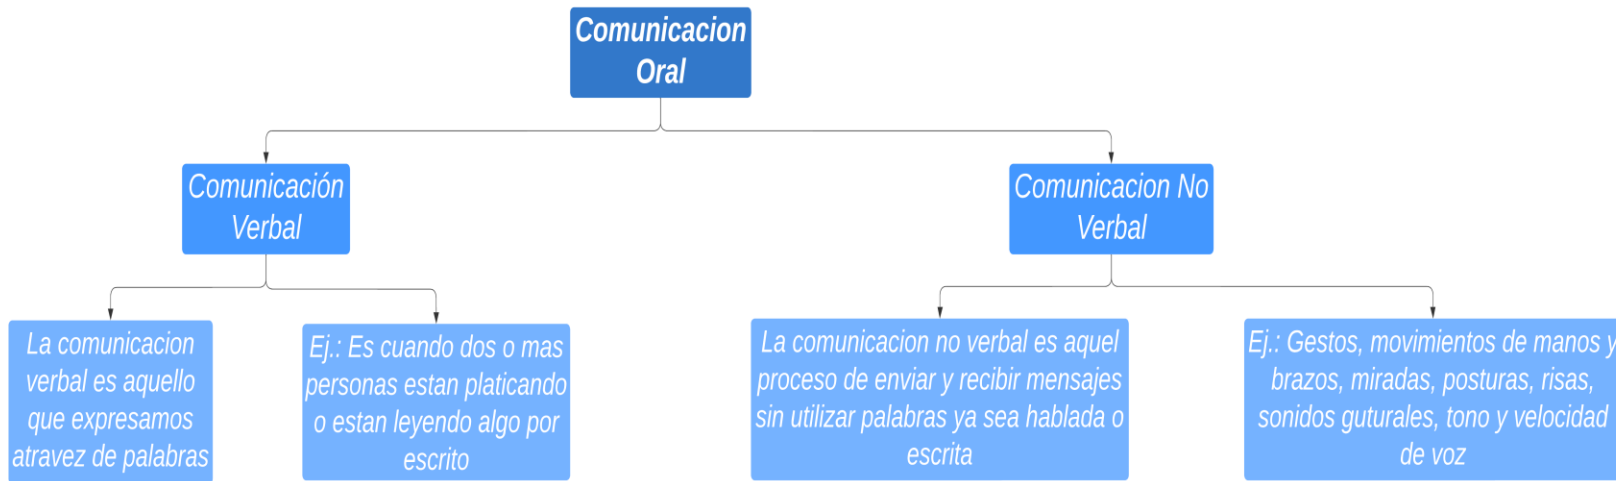 Comunicacion
Oral
Comunicación
Verbal
Comunicacion No
Verbal
La comunicacion
verbal es aquello
que expresamos
atravez de palabras
Ej.: Es cuando dos o mas
personas estan platicando
o estan leyendo algo por
escrito
La comunicacion no verbal es aquel
proceso de enviar y recibir mensajes
sin utilizar palabras ya sea hablada o
escrita
Ej.: Gestos, movimientos de manos y
brazos, miradas, posturas, risas,
sonidos guturales, tono y velocidad
de voz